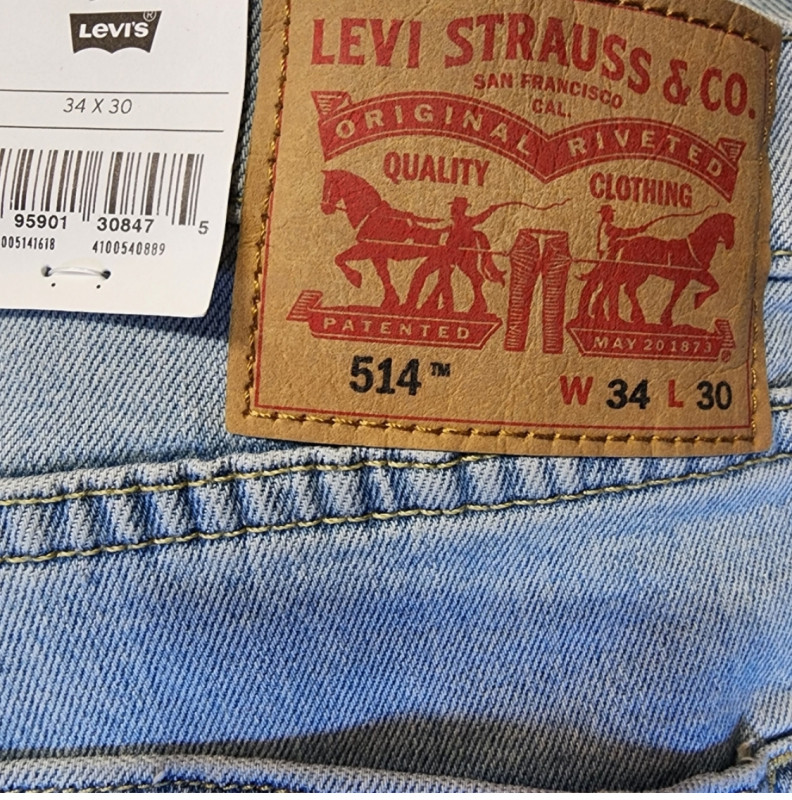 LEVI'S®
34 X 30
95901 30847 5
005141618 4100540889
LEVI STRAUSS & CO.
SAN FRANCISCO
CAL.
ORIGINAL RIVETED
QUALITY CLOTHING
PATENTED MAY 20 1873
514™ W 34 L 30